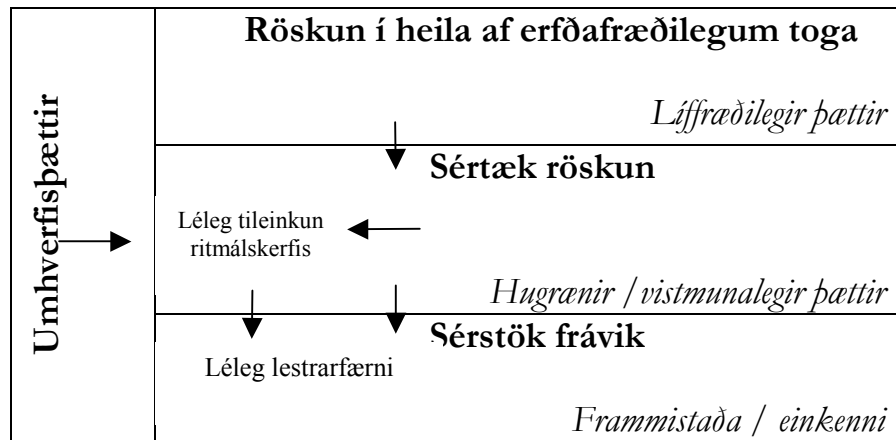 Umhverfisþættir
Röskun í heila af erfðafræðilegum toga
Líffræðilegir þættir
Sértæk röskun
Léleg tileinkun
ritmálskerfis
Hugrænir /vistmunalegir þættir
Sérstök frávik
Léleg lestrarfærni
Frammistaða / einkenni